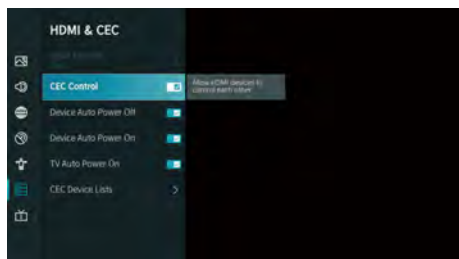 HDMI & CEC
CEC Control
Allow HDMI devices to
control each other
Device Auto Power Off
Device Auto Power On
TV Auto Power On
CEC Device Lists